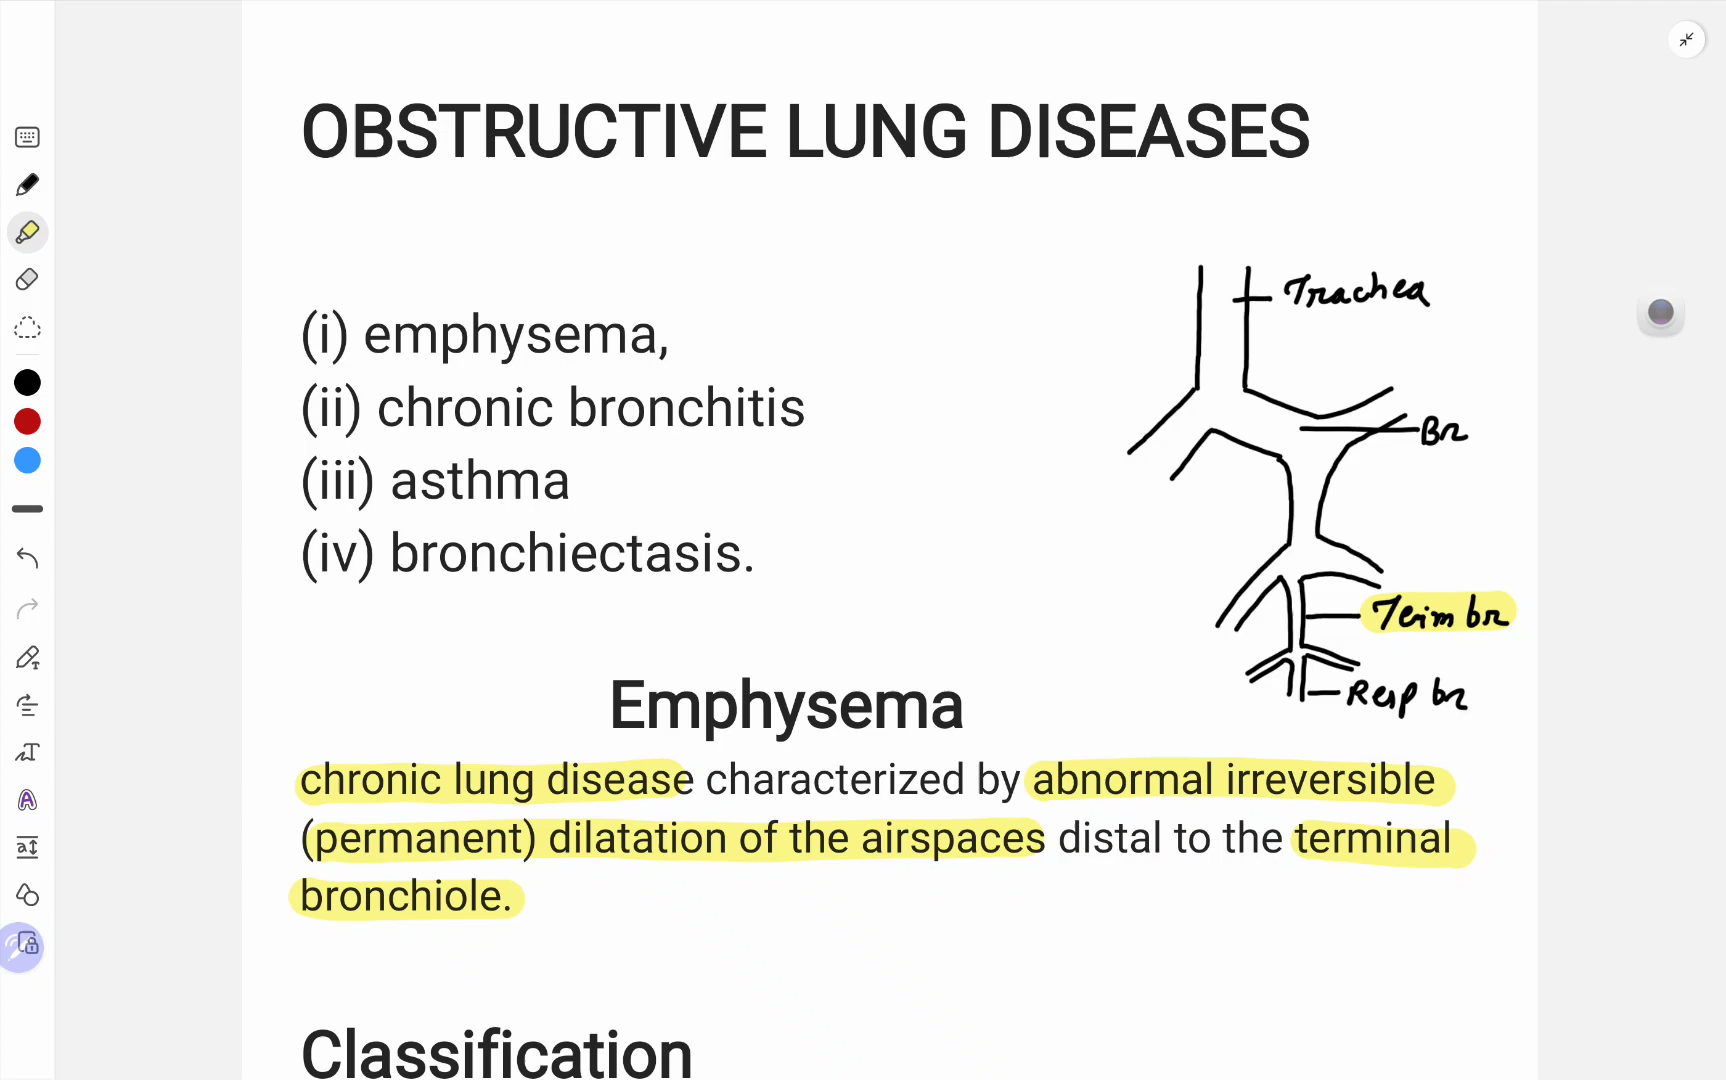 OBSTRUCTIVE LUNG DISEASES
Trachea
(i) emphysema,
(ii) chronic bronchitis
Br
(iii) asthma
(iv) bronchiectasis.
Term br
Resp br
Emphysema
chronic lung disease characterized by abnormal irreversible
(permanent) dilatation of the airspaces distal to the terminal
bronchiole.
Classification